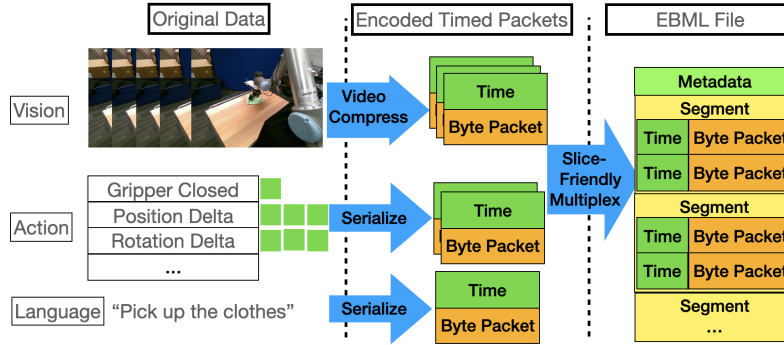 Original Data
Encoded Timed Packets
EBML File
Vision
Video
Compress
Time
Byte Packet
Action
Gripper Closed
Position Delta
Rotation Delta
...
Serialize
Time
Byte Packet
Language
“Pick up the clothes”
Serialize
Time
Byte Packet
Slice-
Friendly
Multiplex
Metadata
Segment
Time Byte Packet
Time Byte Packet
Segment
Time Byte Packet
Time Byte Packet
Segment
...